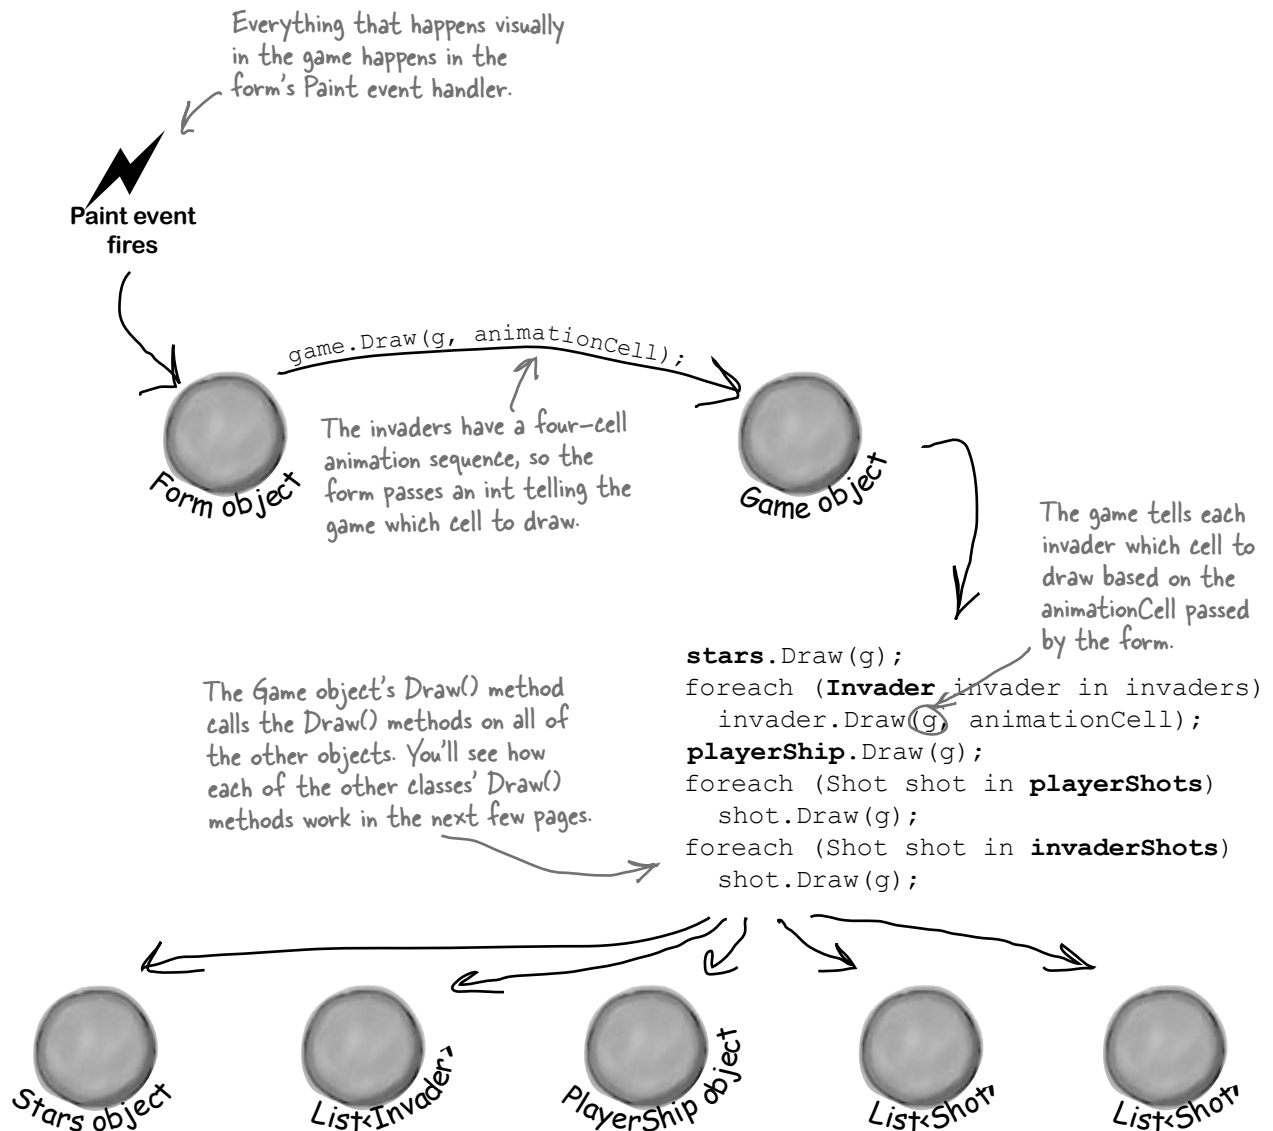 Everything that happens visually
in the game happens in the
form's Paint event handler.
Paint event
fires
game.Draw(g, animationCell);
The invaders have a four-cell
animation sequence, so the
form passes an int telling the
game which cell to draw.
Form object
Game object
The game tells each
invader which cell to
draw based on the
animationCell passed
by the form.
The Game object's Draw() method
calls the Draw() methods on all of
the other objects. You'll see how
each of the other classes' Draw()
methods work in the next few pages.
stars.Draw(g);
foreach (Invader invader in invaders)
invader.Draw(g, animationCell);
playerShip.Draw(g);
foreach (Shot shot in playerShots)
shot.Draw(g);
foreach (Shot shot in invaderShots)
shot.Draw(g);
Stars object
List<Invader>
PlayerShip object
List<Shot>
List<Shot>